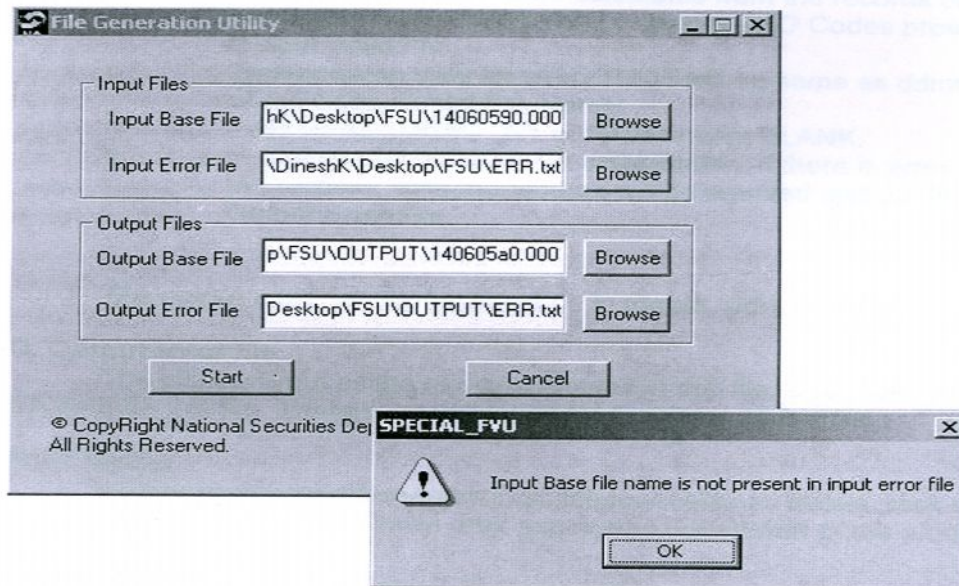 File Generation Utility
Input Files
Input Base File hK\Desktop\FSU\14060590.000 Browse
Input Error File \DineshK\Desktop\FSU\ERR.txt Browse
Output Files
Output Base File p\FSU\OUTPUT\140605a0.000 Browse
Output Error File Desktop\FSU\OUTPUT\ERR.txt Browse
Start Cancel
© CopyRight National Securities Dep
All Rights Reserved.
SPECIAL_FVU
Input Base file name is not present in input error file
OK